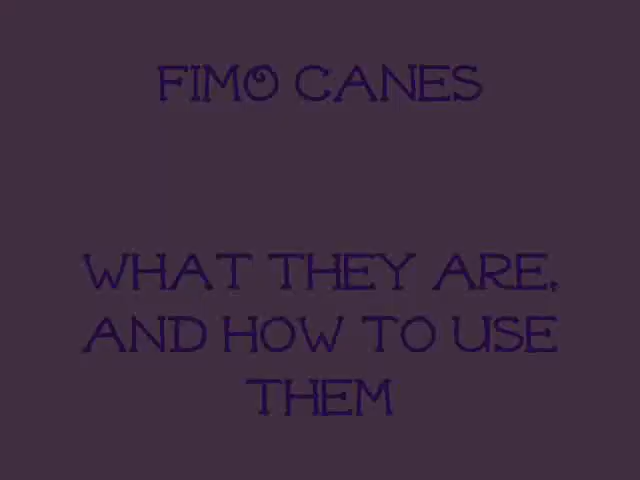 FIMO CANES
WHAT THEY ARE,
AND HOW TO USE
THEM